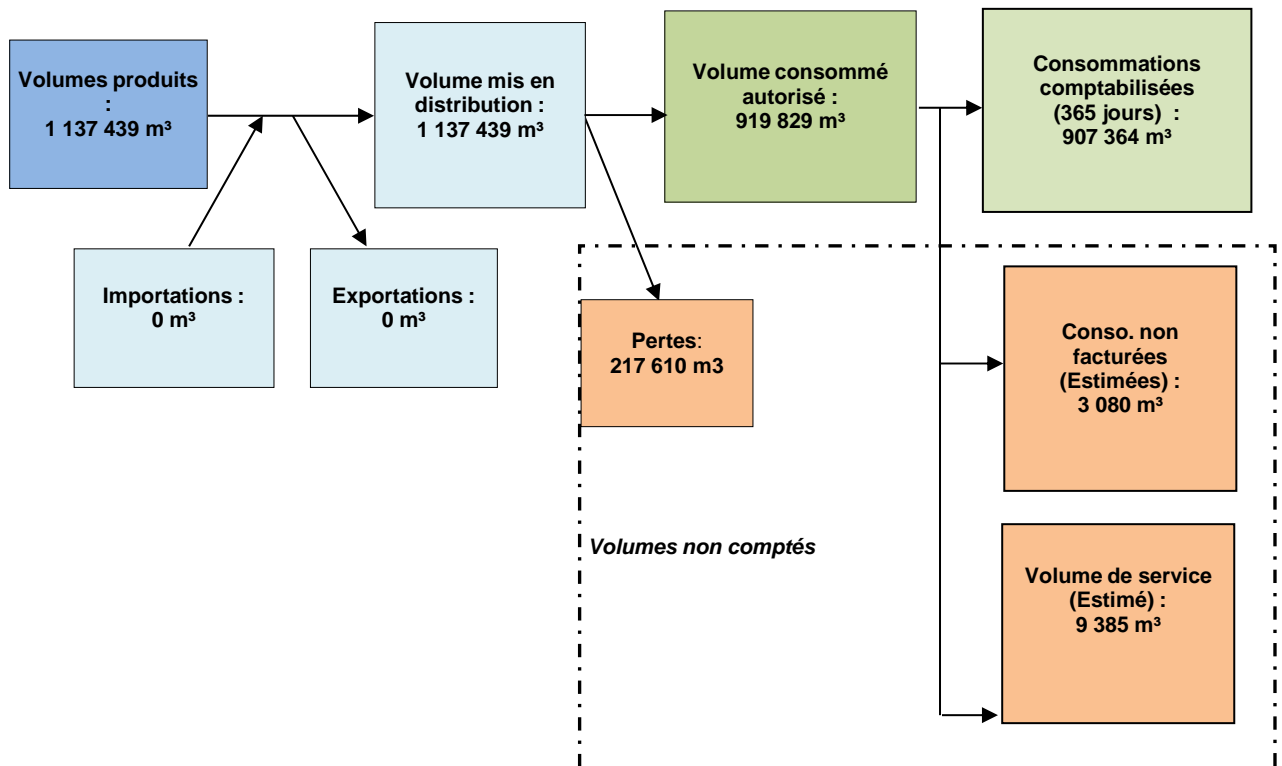 Volumes produits
:
1 137 439 m³
Volume mis en
distribution :
1 137 439 m³
Volume consommé
autorisé :
919 829 m³
Consommations
comptabilisées
(365 jours) :
907 364 m³
Importations :
0 m³
Exportations :
0 m³
Pertes:
217 610 m3
Conso. non
facturées
(Estimées) :
3 080 m³
Volumes non comptés
Volume de service
(Estimé) :
9 385 m³